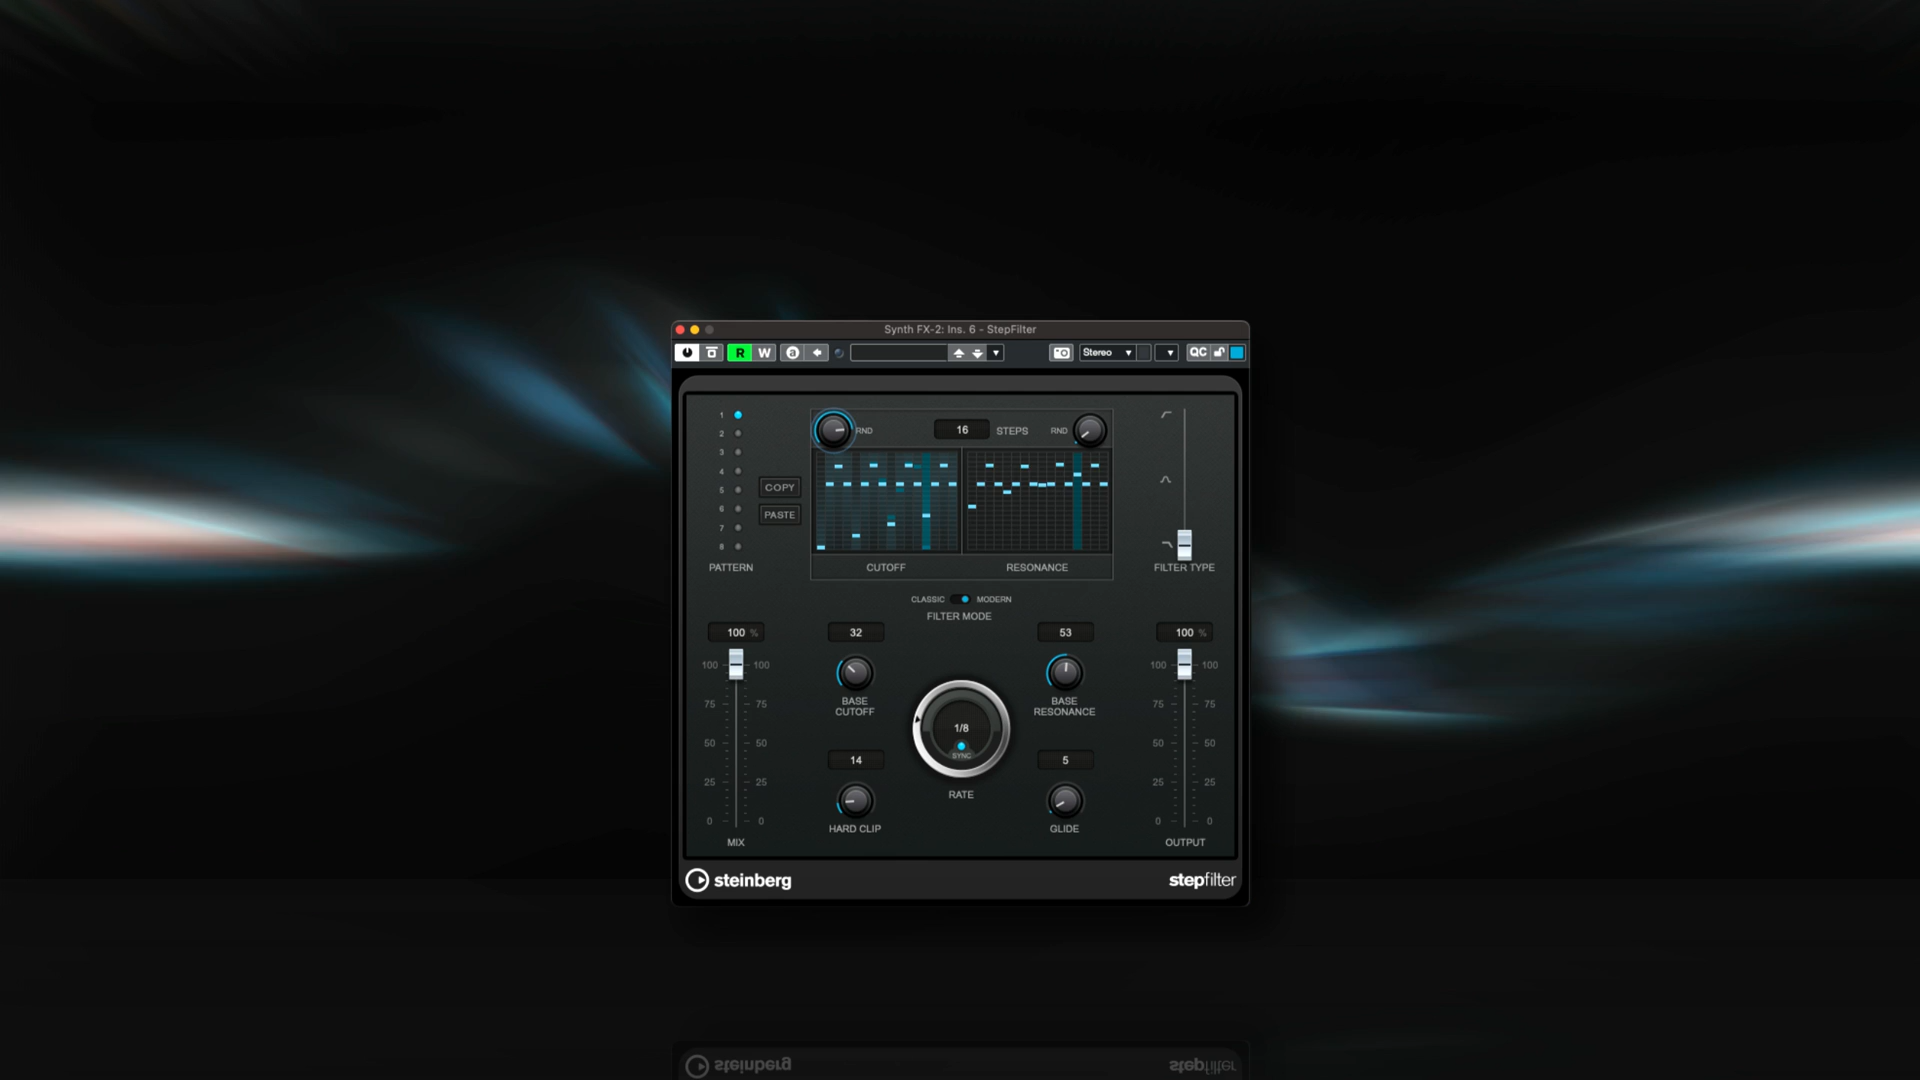 Synth FX-2: Ins. 6 - StepFilter
R W a Stereo QC
1
2
3
4
5
6
7
8
PATTERN
COPY
PASTE
RND 16 STEPS RND
CUTOFF RESONANCE
FILTER TYPE
CLASSIC MODERN
FILTER MODE
100 %
100 100
75 75
50 50
25 25
0 0
MIX
32
BASE
CUTOFF
14
HARD CLIP
1/8
SYNC
RATE
53
BASE
RESONANCE
5
GLIDE
100 %
100 100
75 75
50 50
25 25
0 0
OUTPUT
steinberg
stepfilter
steinberg
stepfilter